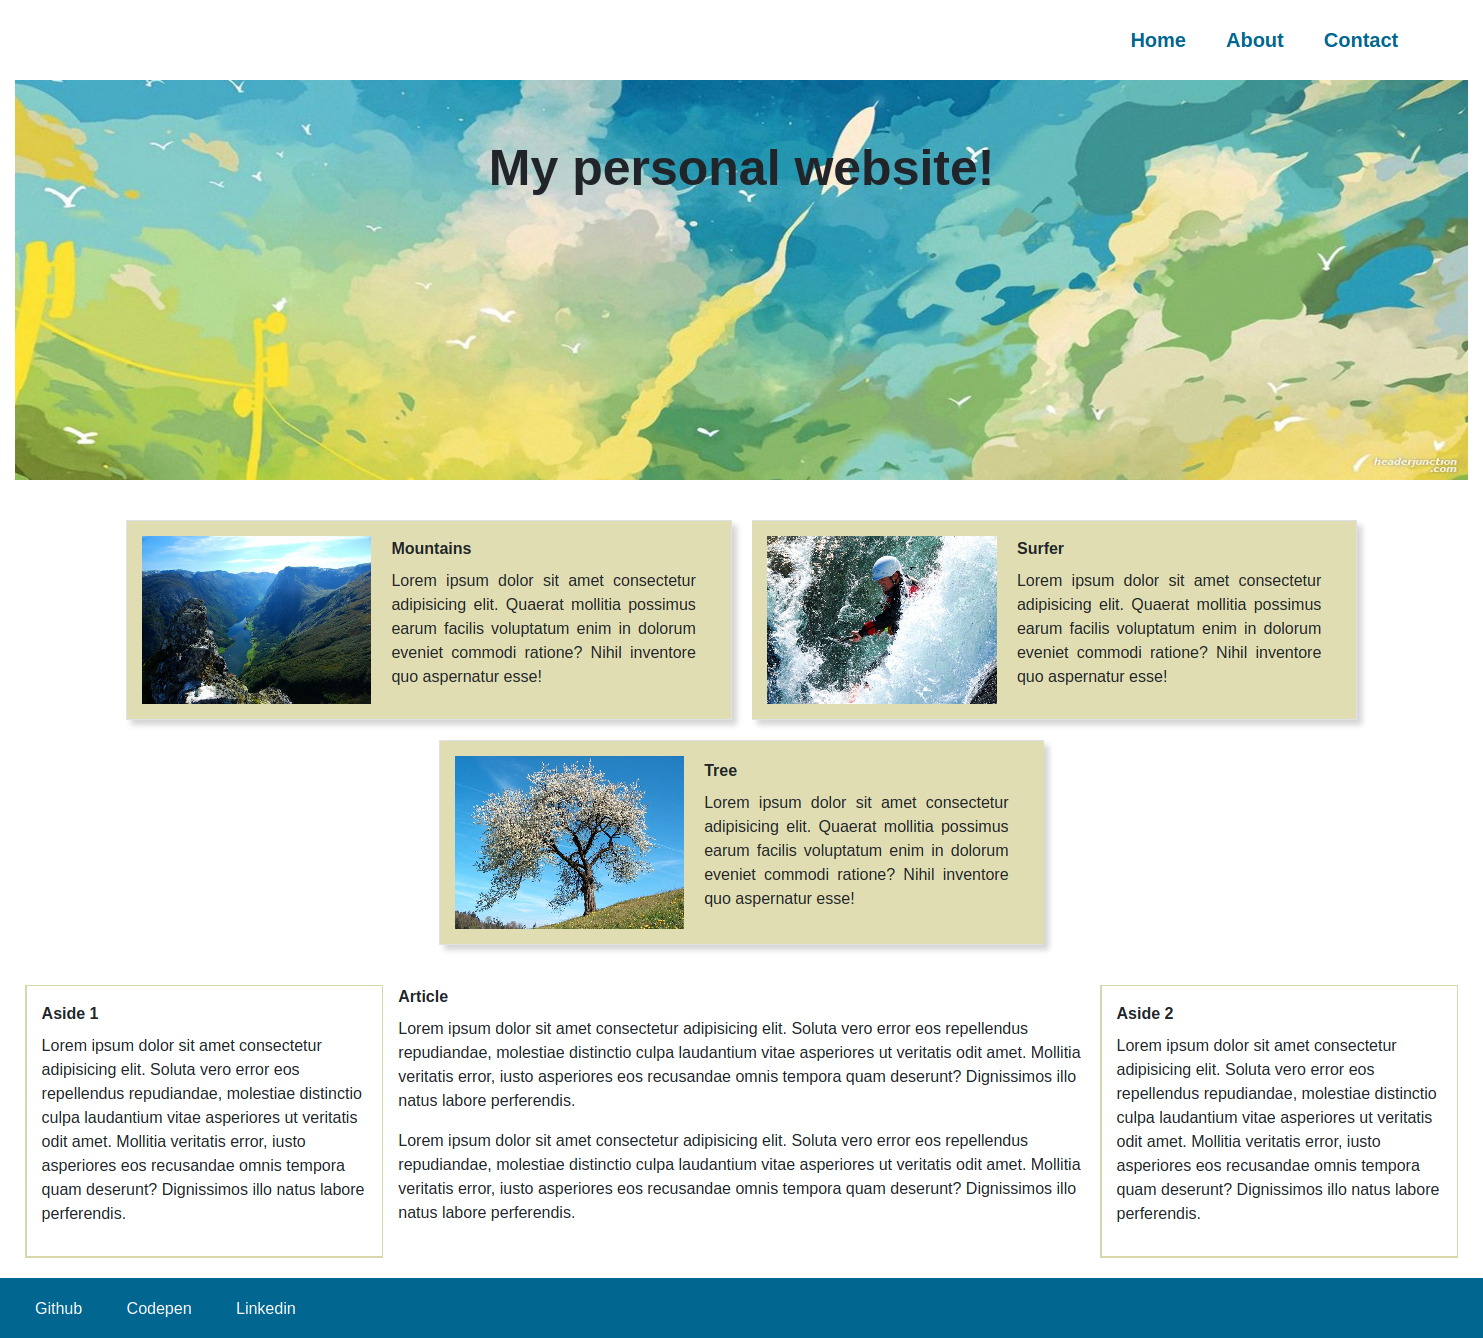 Home About Contact
My personal website!
headerjunction
.com
Mountains
Lorem ipsum dolor sit amet consectetur
adipisicing elit. Quaerat mollitia possimus
earum facilis voluptatum enim in dolorum
eveniet commodi ratione? Nihil inventore
quo aspernatur esse!
Surfer
Lorem ipsum dolor sit amet consectetur
adipisicing elit. Quaerat mollitia possimus
earum facilis voluptatum enim in dolorum
eveniet commodi ratione? Nihil inventore
quo aspernatur esse!
Tree
Lorem ipsum dolor sit amet consectetur
adipisicing elit. Quaerat mollitia possimus
earum facilis voluptatum enim in dolorum
eveniet commodi ratione? Nihil inventore
quo aspernatur esse!
Aside 1
Lorem ipsum dolor sit amet consectetur
adipisicing elit. Soluta vero error eos
repellendus repudiandae, molestiae distinctio
culpa laudantium vitae asperiores ut veritatis
odit amet. Mollitia veritatis error, iusto
asperiores eos recusandae omnis tempora
quam deserunt? Dignissimos illo natus labore
perferendis.
Article
Lorem ipsum dolor sit amet consectetur adipisicing elit. Soluta vero error eos repellendus
repudiandae, molestiae distinctio culpa laudantium vitae asperiores ut veritatis odit amet. Mollitia
veritatis error, iusto asperiores eos recusandae omnis tempora quam deserunt? Dignissimos illo
natus labore perferendis.
Lorem ipsum dolor sit amet consectetur adipisicing elit. Soluta vero error eos repellendus
repudiandae, molestiae distinctio culpa laudantium vitae asperiores ut veritatis odit amet. Mollitia
veritatis error, iusto asperiores eos recusandae omnis tempora quam deserunt? Dignissimos illo
natus labore perferendis.
Aside 2
Lorem ipsum dolor sit amet consectetur
adipisicing elit. Soluta vero error eos
repellendus repudiandae, molestiae distinctio
culpa laudantium vitae asperiores ut veritatis
odit amet. Mollitia veritatis error, iusto
asperiores eos recusandae omnis tempora
quam deserunt? Dignissimos illo natus labore
perferendis.
Github Codepen Linkedin